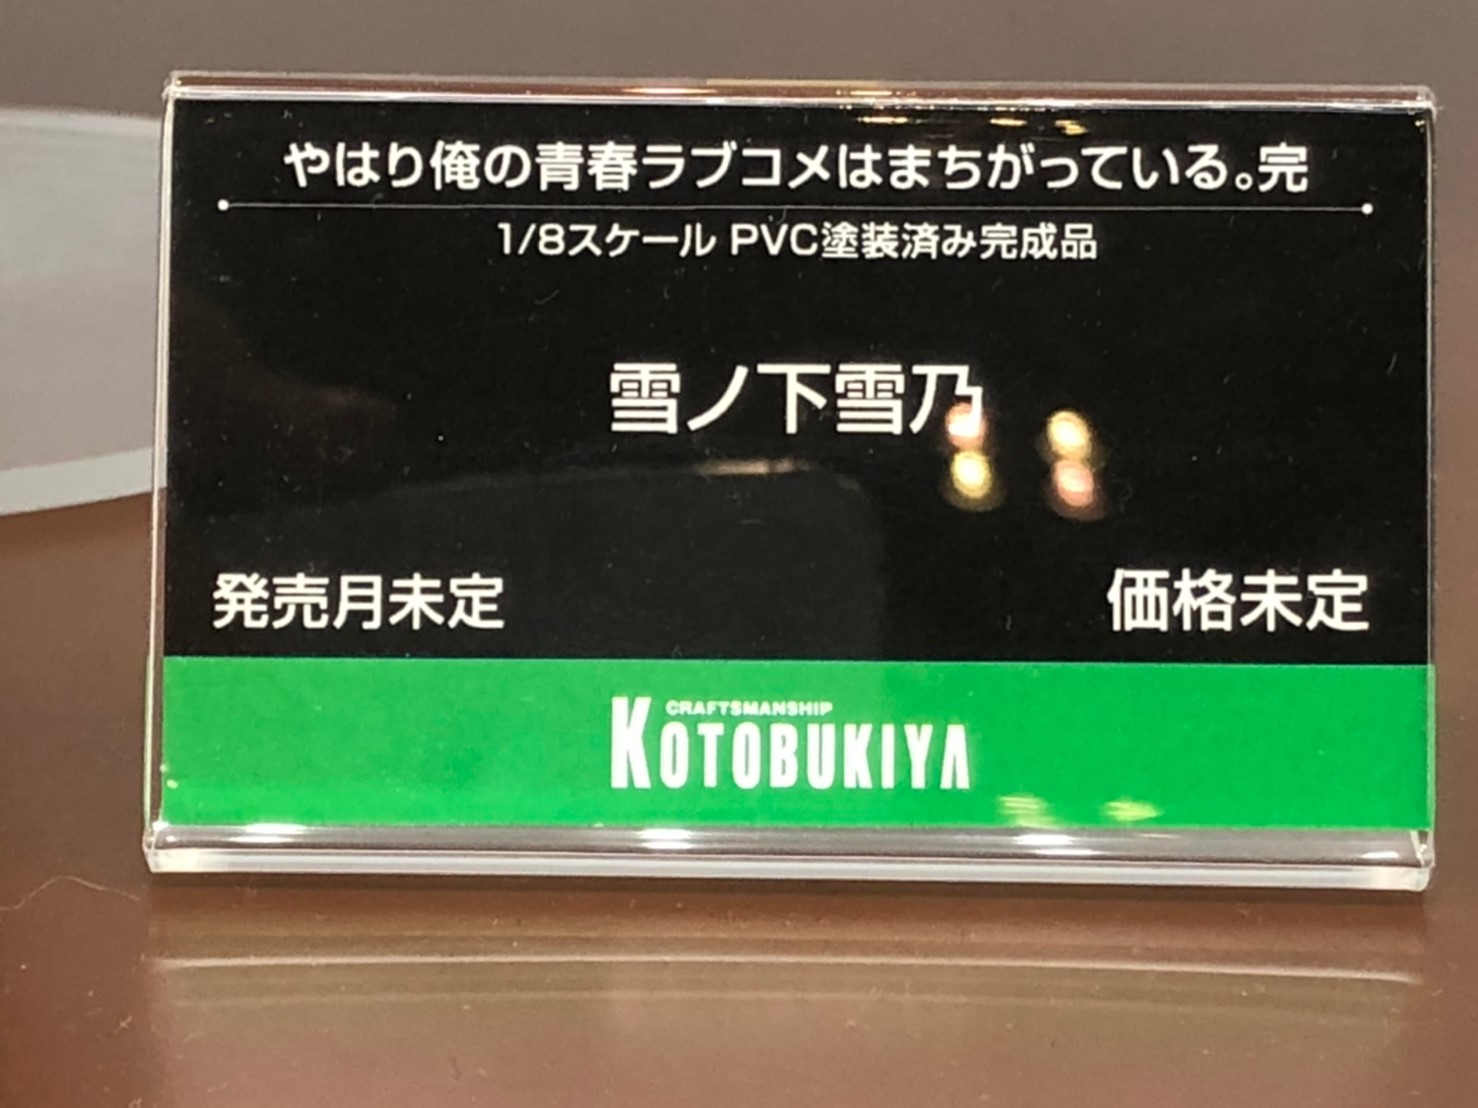 やはり俺の青春ラブコメはまちがっている。完
1/8スケール PVC塗装済み完成品
雪ノ下雪乃
発売月未定
価格未定
CRAFTSMANSHIP
KOTOBUKIYA